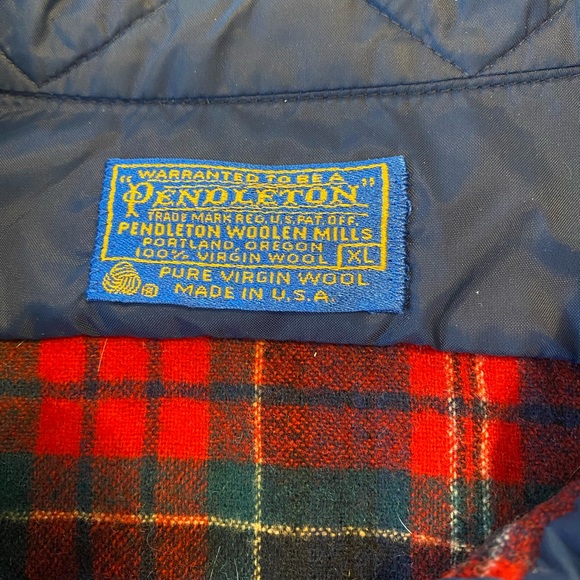 WARRANTED TO BE A
"PENDLETON"
TRADE MARK REG. U.S. PAT. OFF.
PENDLETON WOOLEN MILLS
PORTLAND, OREGON
100% VIRGIN WOOL XL
PURE VIRGIN WOOL
MADE IN U.S.A.